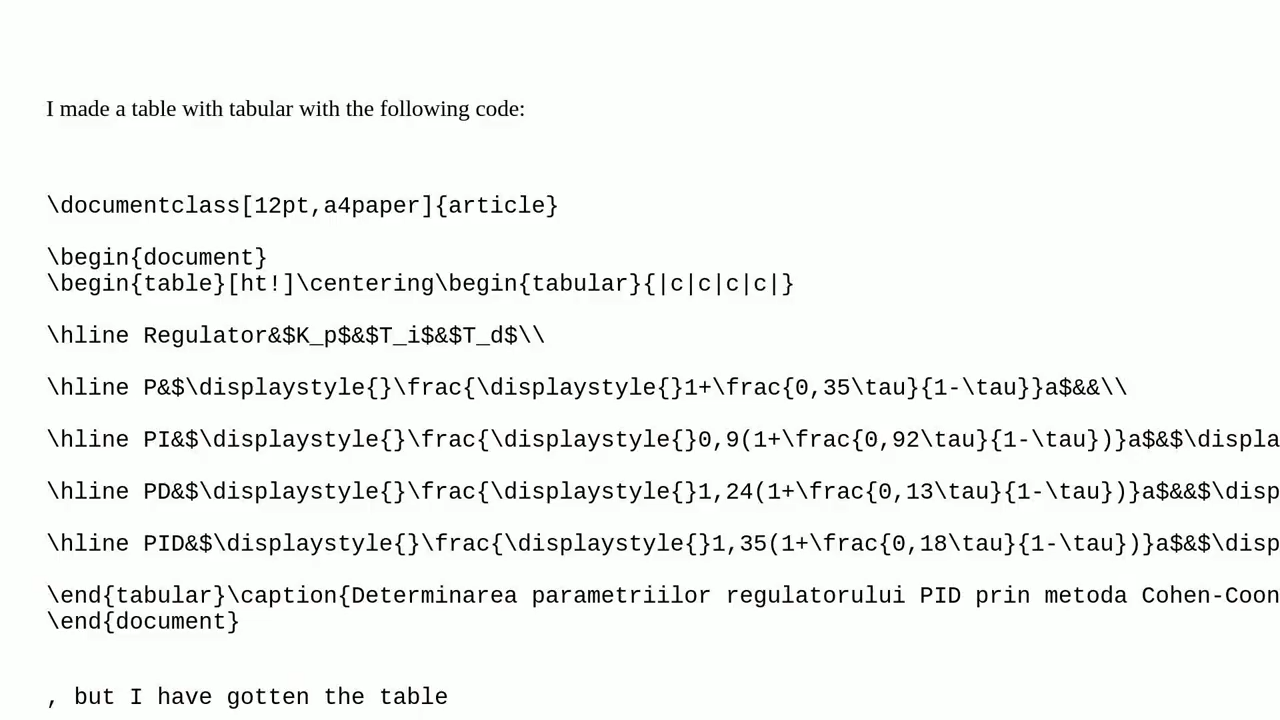 I made a table with tabular with the following code:
\documentclass[12pt,a4paper]{article}
\begin{document}
\begin{table}[ht!]\centering\begin{tabular}{|c|c|c|c|}
\hline Regulator&$K_p$&$T_i$&$T_d$\\
\hline P&$\displaystyle{}\frac{\displaystyle{}1+\frac{0,35\tau}{1-\tau}}a$&&\\
\hline PI&$\displaystyle{}\frac{\displaystyle{}0,9(1+\frac{0,92\tau}{1-\tau})}a$&$\displa
\hline PD&$\displaystyle{}\frac{\displaystyle{}1,24(1+\frac{0,13\tau}{1-\tau})}a$&&$\disp
\hline PID&$\displaystyle{}\frac{\displaystyle{}1,35(1+\frac{0,18\tau}{1-\tau})}a$&$\disp
\end{tabular}\caption{Determinarea parametriilor regulatorului PID prin metoda Cohen-Coon
\end{document}
, but I have gotten the table